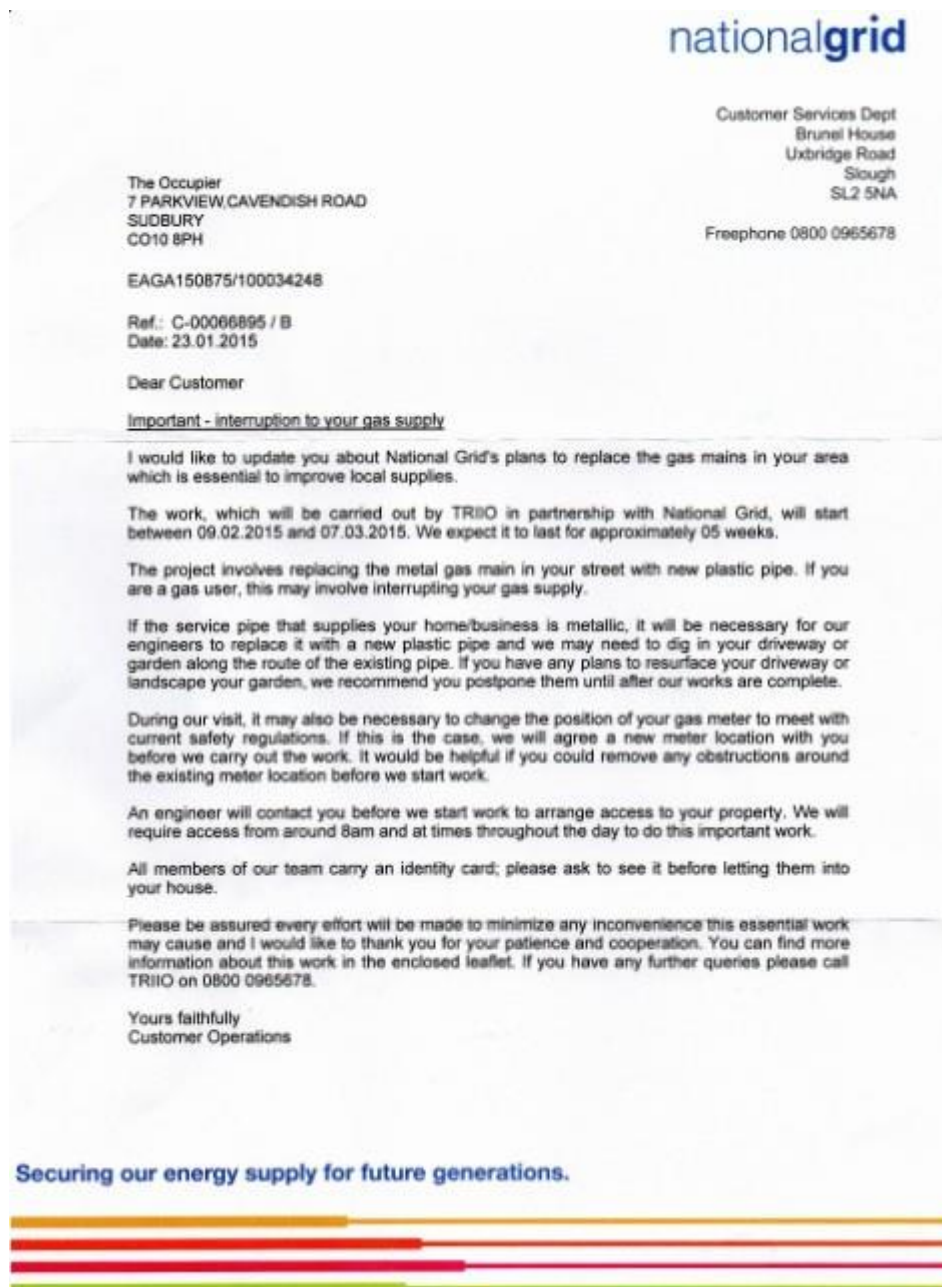 nationalgrid
Customer Services Dept
Brunel House
Uxbridge Road
Slough
SL2 5NA
Freephone 0800 0965678
The Occupier
7 PARKVIEW,CAVENDISH ROAD
SUDBURY
CO10 8PH
EAGA150875/100034248
Ref.: C-00066895 / B
Date: 23.01.2015
Dear Customer
Important - interruption to your gas supply
I would like to update you about National Grid's plans to replace the gas mains in your area
which is essential to improve local supplies.
The work, which will be carried out by TRIIO in partnership with National Grid, will start
between 09.02.2015 and 07.03.2015. We expect it to last for approximately 05 weeks.
The project involves replacing the metal gas main in your street with new plastic pipe. If you
are a gas user, this may involve interrupting your gas supply.
If the service pipe that supplies your home/business is metallic, it will be necessary for our
engineers to replace it with a new plastic pipe and we may need to dig in your driveway or
garden along the route of the existing pipe. If you have any plans to resurface your driveway or
landscape your garden, we recommend you postpone them until after our works are complete.
During our visit, it may also be necessary to change the position of your gas meter to meet with
current safety regulations. If this is the case, we will agree a new meter location with you
before we carry out the work. It would be helpful if you could remove any obstructions around
the existing meter location before we start work.
An engineer will contact you before we start work to arrange access to your property. We will
require access from around 8am and at times throughout the day to do this important work.
All members of our team carry an identity card; please ask to see it before letting them into
your house.
Please be assured every effort will be made to minimize any inconvenience this essential work
may cause and I would like to thank you for your patience and cooperation. You can find more
information about this work in the enclosed leaflet. If you have any further queries please call
TRIIO on 0800 0965678.
Yours faithfully
Customer Operations
Securing our energy supply for future generations.